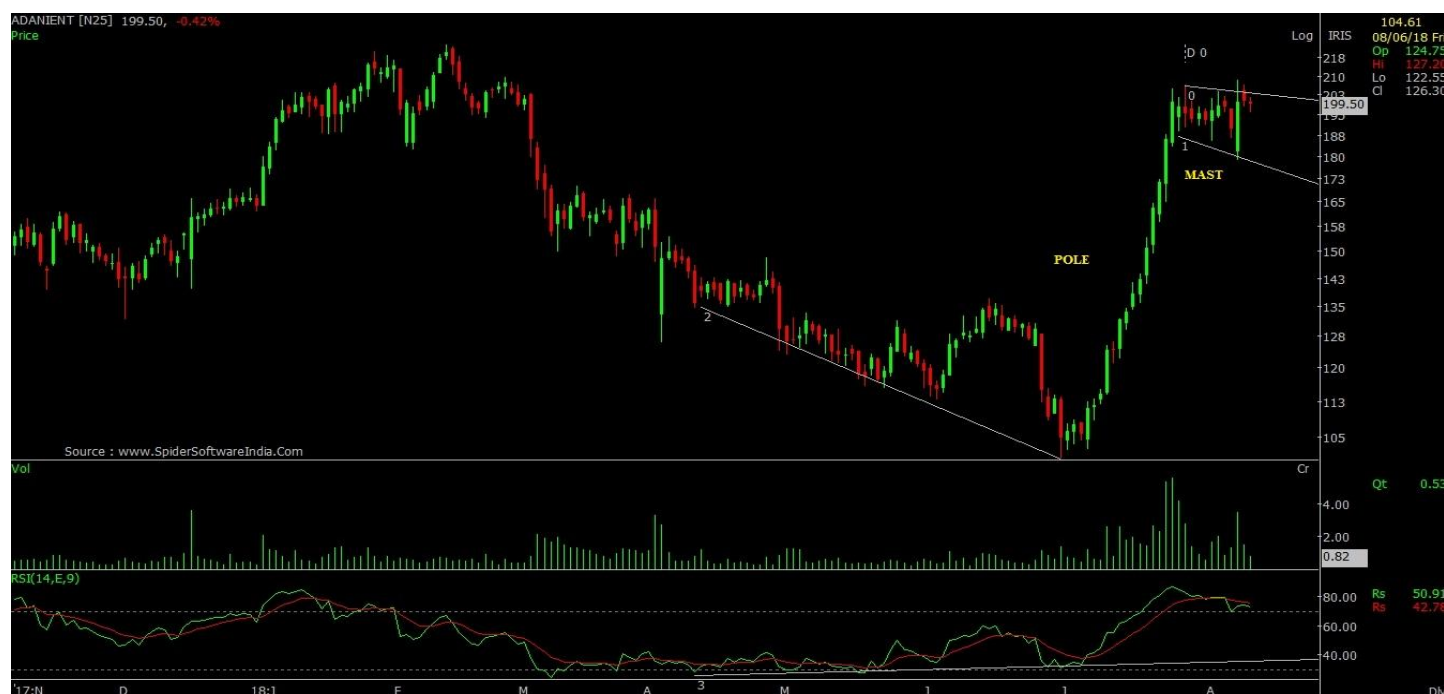 ADANIENT [N25] 199.50, -0.42%
Price
Log
IRIS
104.61
08/06/18 Fri
Op 124.75
Hi 127.20
Lo 122.55
Cl 126.30
D 0
218
210
203
199.50
195
188
180
173
165
158
150
143
135
128
120
113
105
0
1
MAST
POLE
2
Source : www.SpiderSoftwareIndia.Com
Vol
Cr
Qt 0.53
4.00
2.00
0.82
RSI(14,E,9)
80.00
60.00
40.00
Rs 50.91
Rs 42.76
3
'17:N D 18:1 F M A M J J A